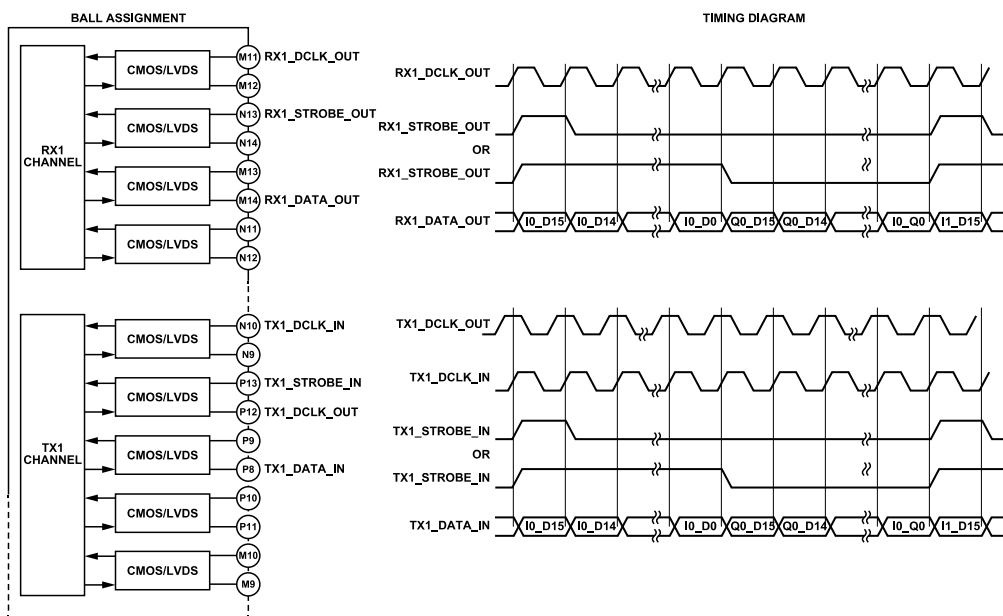 BALL ASSIGNMENT
TIMING DIAGRAM
RX1
CHANNEL
CMOS/LVDS
M11 RX1_DCLK_OUT
M12
CMOS/LVDS
N13 RX1_STROBE_OUT
N14
CMOS/LVDS
M13
M14 RX1_DATA_OUT
CMOS/LVDS
N11
N12
RX1_DCLK_OUT
RX1_STROBE_OUT
OR
RX1_STROBE_OUT
RX1_DATA_OUT I0_D15 I0_D14 I0_D0 Q0_D15 Q0_D14 I0_Q0 I1_D15
TX1
CHANNEL
CMOS/LVDS
N10 TX1_DCLK_IN
N9
CMOS/LVDS
P13 TX1_STROBE_IN
P12 TX1_DCLK_OUT
CMOS/LVDS
P9
P8 TX1_DATA_IN
CMOS/LVDS
P10
P11
CMOS/LVDS
M10
M9
TX1_DCLK_OUT
TX1_DCLK_IN
TX1_STROBE_IN
OR
TX1_STROBE_IN
TX1_DATA_IN I0_D15 I0_D14 I0_D0 Q0_D15 Q0_D14 I0_Q0 I1_D15